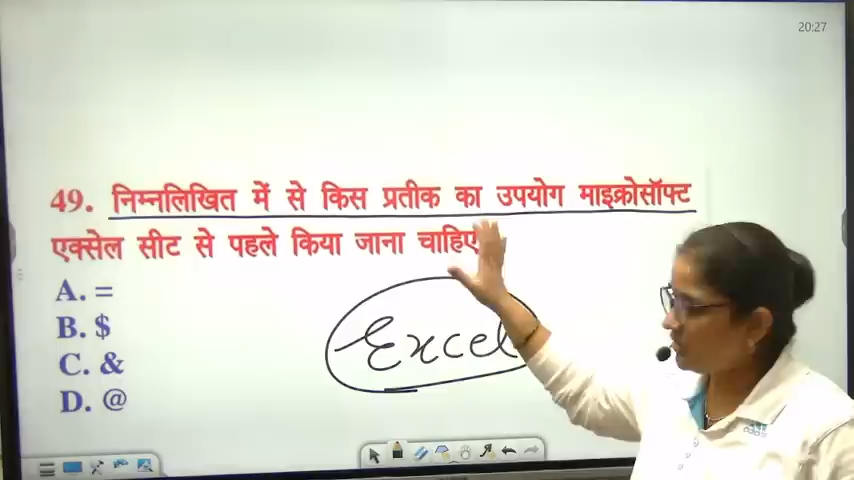 20:27
49. निम्नलिखित में से किस प्रतीक का उपयोग माइक्रोसॉफ्ट
एक्सेल सीट से पहले किया जाना चाहिए
A. =
B. $
C. &
D. @
Excel